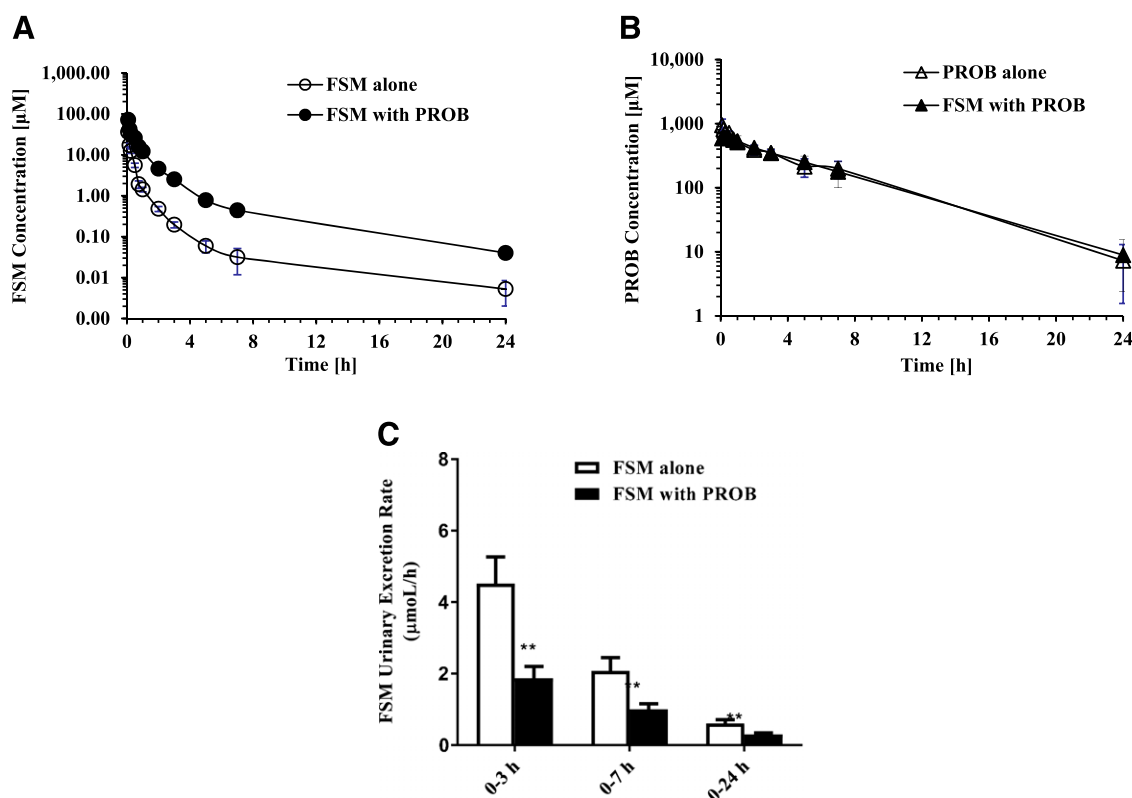 A
FSM Concentration [µM]
1,000.00
100.00
10.00
1.00
0.10
0.01
0.00
FSM alone
FSM with PROB
0 4 8 12 16 20 24
Time [h]
B
PROB Concentration [µM]
10,000
1,000
100
10
1
PROB alone
FSM with PROB
0 4 8 12 16 20 24
Time [h]
C
FSM Urinary Excretion Rate
(µmoL/h)
8
6
4
2
0
FSM alone
FSM with PROB
**
**
**
0-3 h
0-7 h
0-24 h